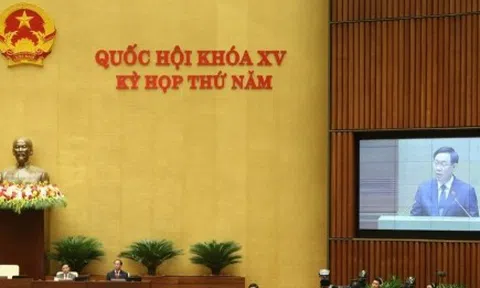 QUỐC HỘI KHÓA XV
KỲ HỌP THỨ NĂM